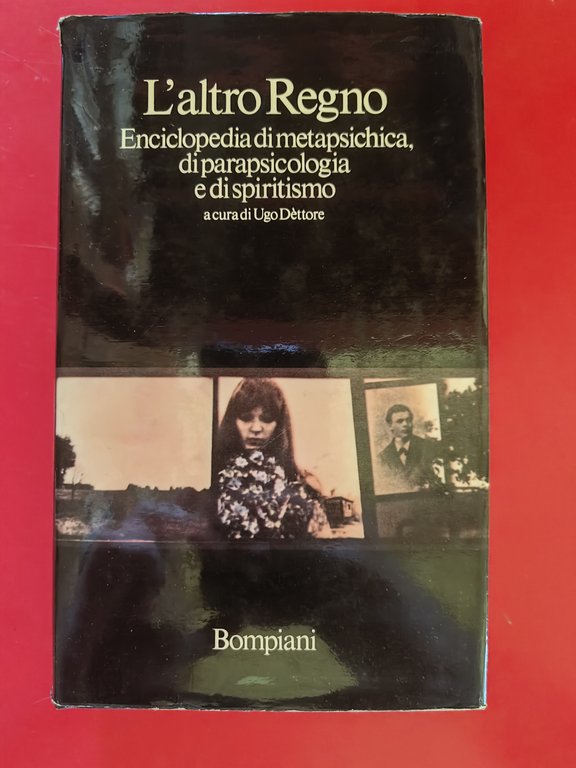 L'altro Regno
Enciclopedia di metapsichica,
di parapsicologia
e di spiritismo
a cura di Ugo Dèttore
Bompiani